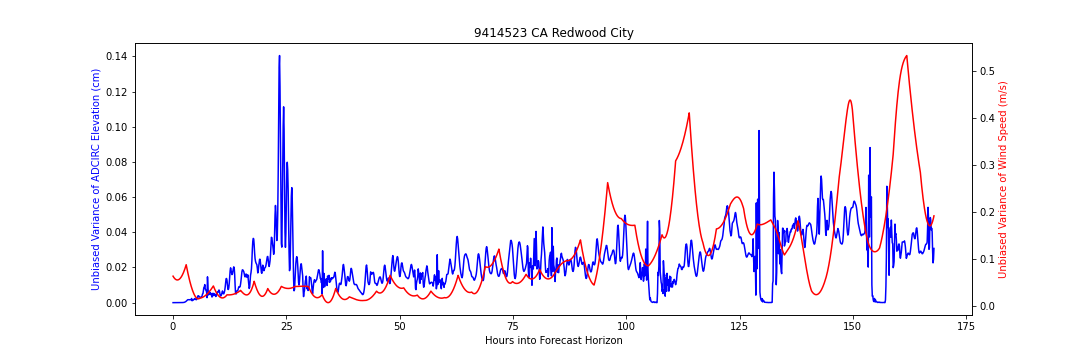 9414523 CA Redwood City
Unbiased Variance of ADCIRC Elevation (cm)
0.14
0.12
0.10
0.08
0.06
0.04
0.02
0.00
0.5
0.4
0.3
0.2
0.1
0.0
Unbiased Variance of Wind Speed (m/s)
0 25 50 75 100 125 150 175
Hours into Forecast Horizon